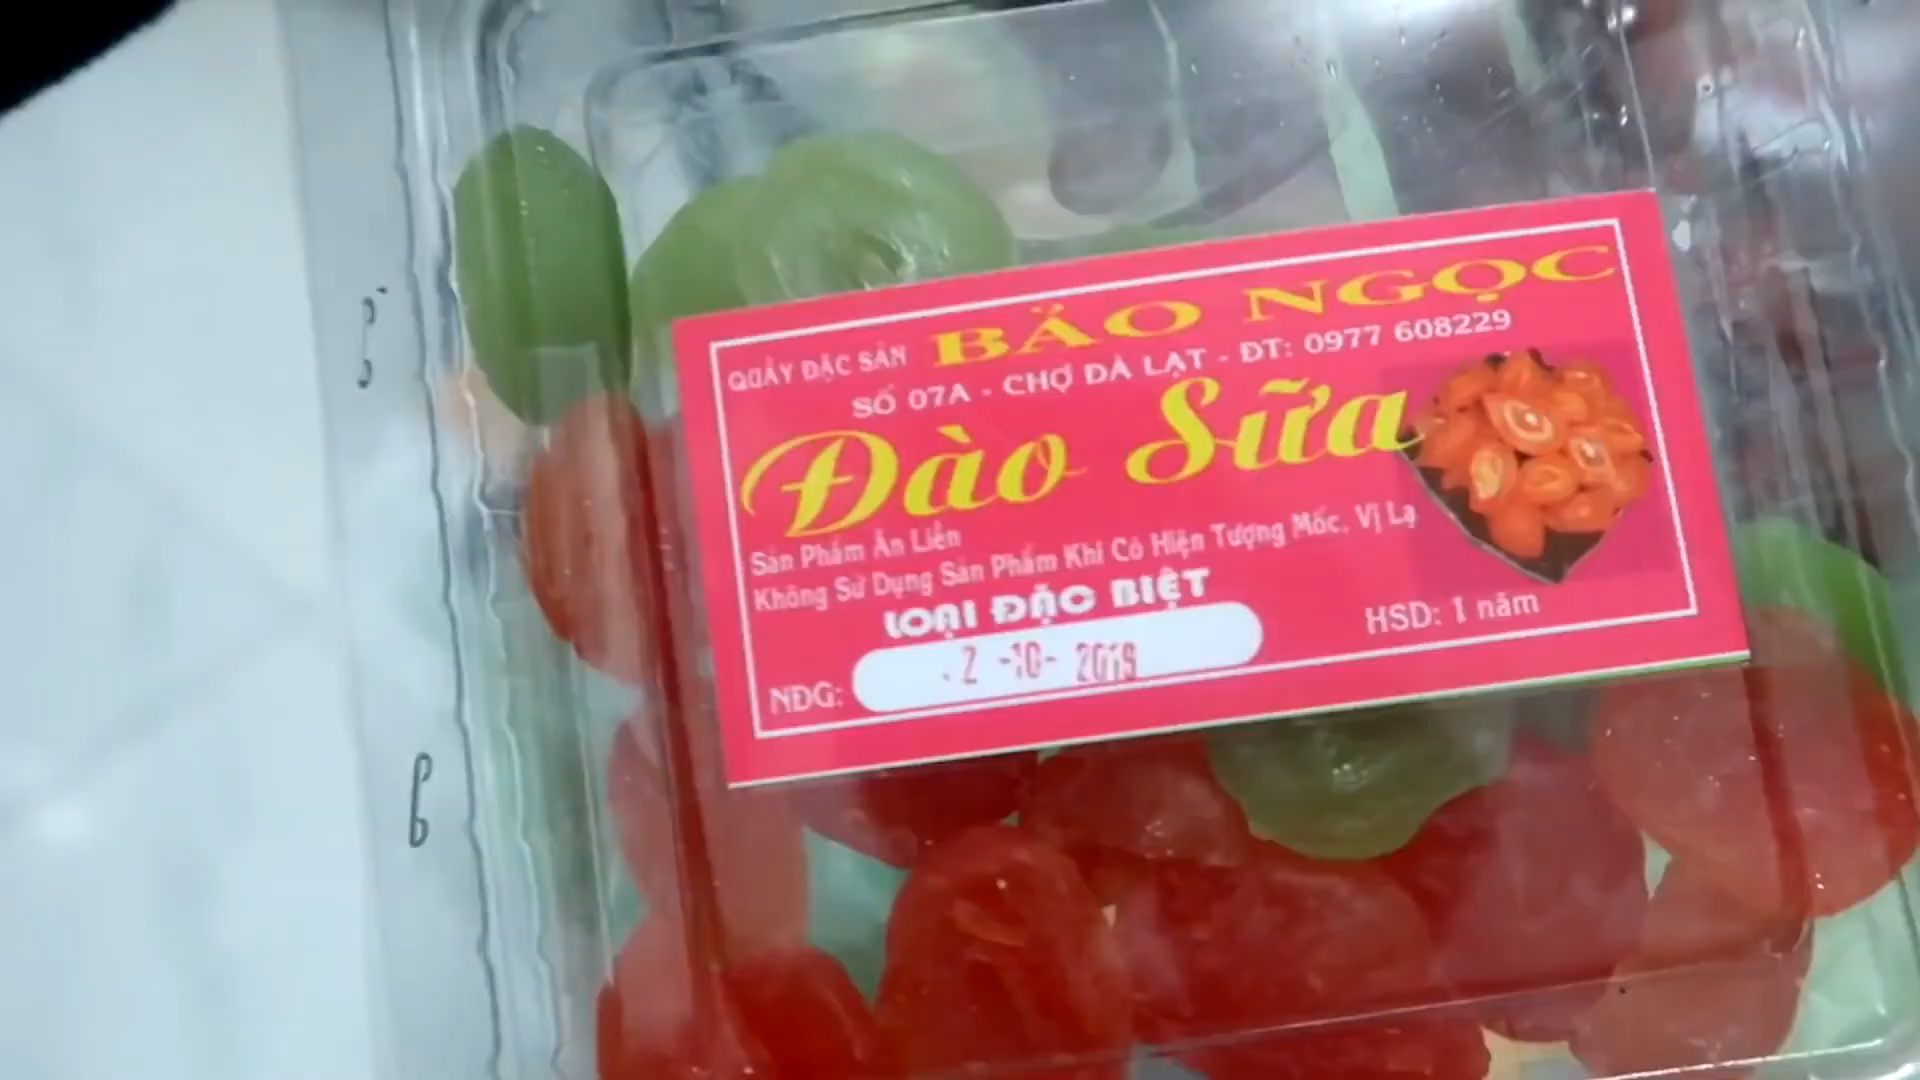 QUẦY ĐẶC SẢN BẢO NGỌC
SỐ 07A - CHỢ ĐÀ LẠT - ĐT: 0977 608229
Đào Sữa
Sản Phẩm Ăn Liền
Không Sử Dụng Sản Phẩm Khi Có Hiện Tượng Mốc, Vị Lạ
LOẠI ĐẶC BIỆT
HSD: 1 năm
NĐG: 2 -10- 2019